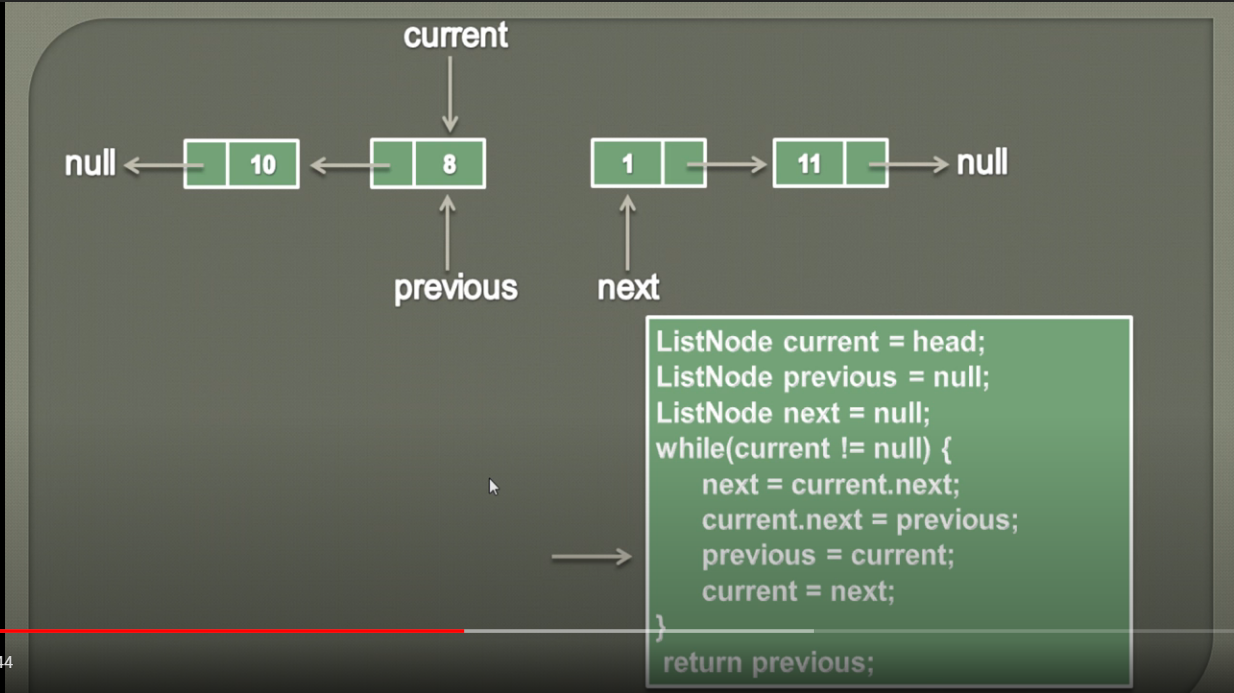 current
null 10 8 1 11 null
previous next
ListNode current = head;
ListNode previous = null;
ListNode next = null;
while(current != null) {
next = current.next;
current.next = previous;
previous = current;
current = next;
}
return previous;
44